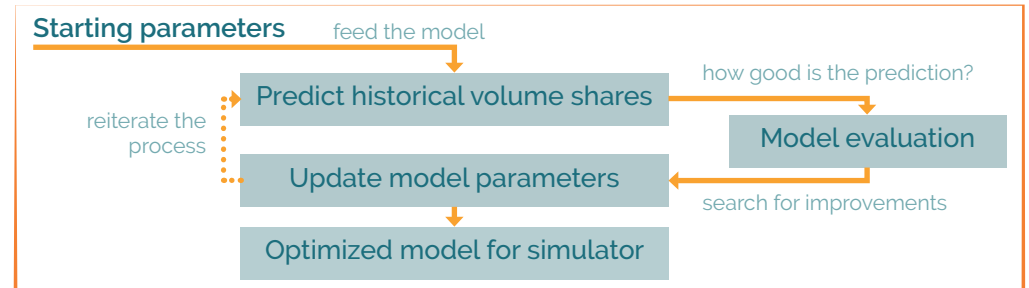 Starting parameters
feed the model
Predict historical volume shares
how good is the prediction?
reiterate the
process
Model evaluation
Update model parameters
search for improvements
Optimized model for simulator